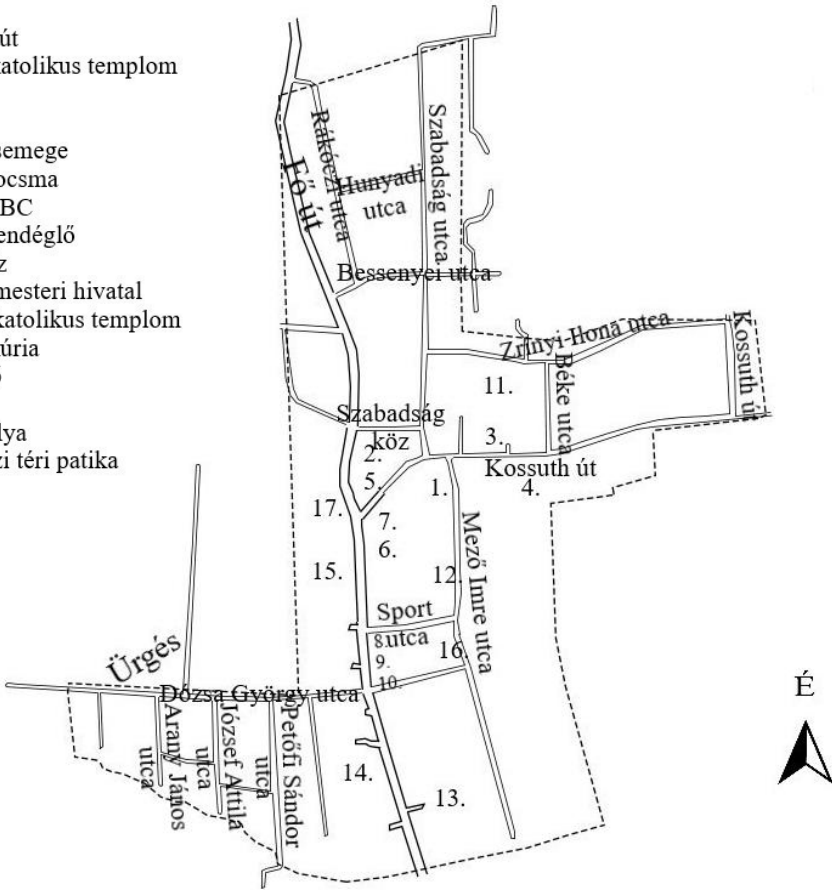 út
katolikus templom
semege
ocsma
BC
endéglő
z
mesteri hivatal
katolikus templom
úria
ő
lya
zi téri patika
Rákóczi utca
Fő út
Szabadság utca
Hunyadi
utca
Bessenyei utca
Zrínyi-Ilona utca
Kossuth út
Béke utca
11.
Szabadság
köz
2.
3.
Kossuth út
5.
1.
4.
17.
7.
6.
Mező Imre utca
15.
12.
Sport
utca
8.
9.
16.
10.
Ürgés
Dózsa György utca
Arany János
utca
József Attila
utca
Petőfi Sándor
utca
14.
13.
É